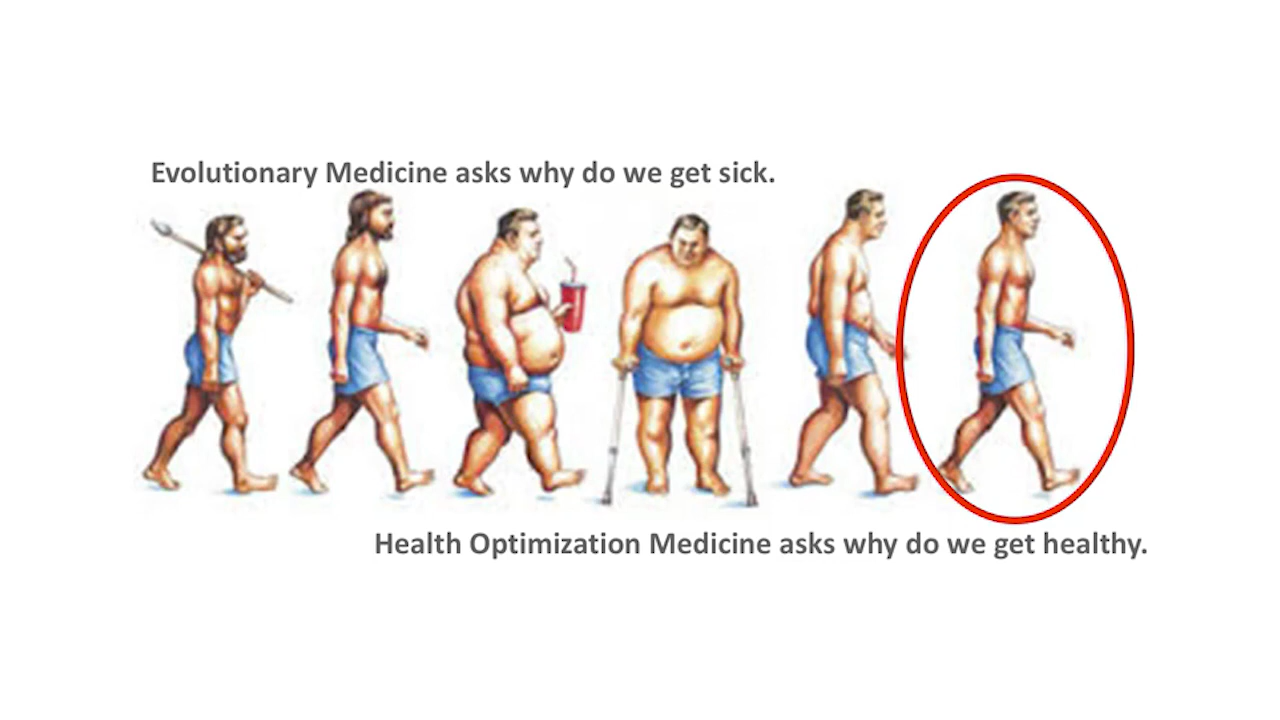 Evolutionary Medicine asks why do we get sick.
Health Optimization Medicine asks why do we get healthy.